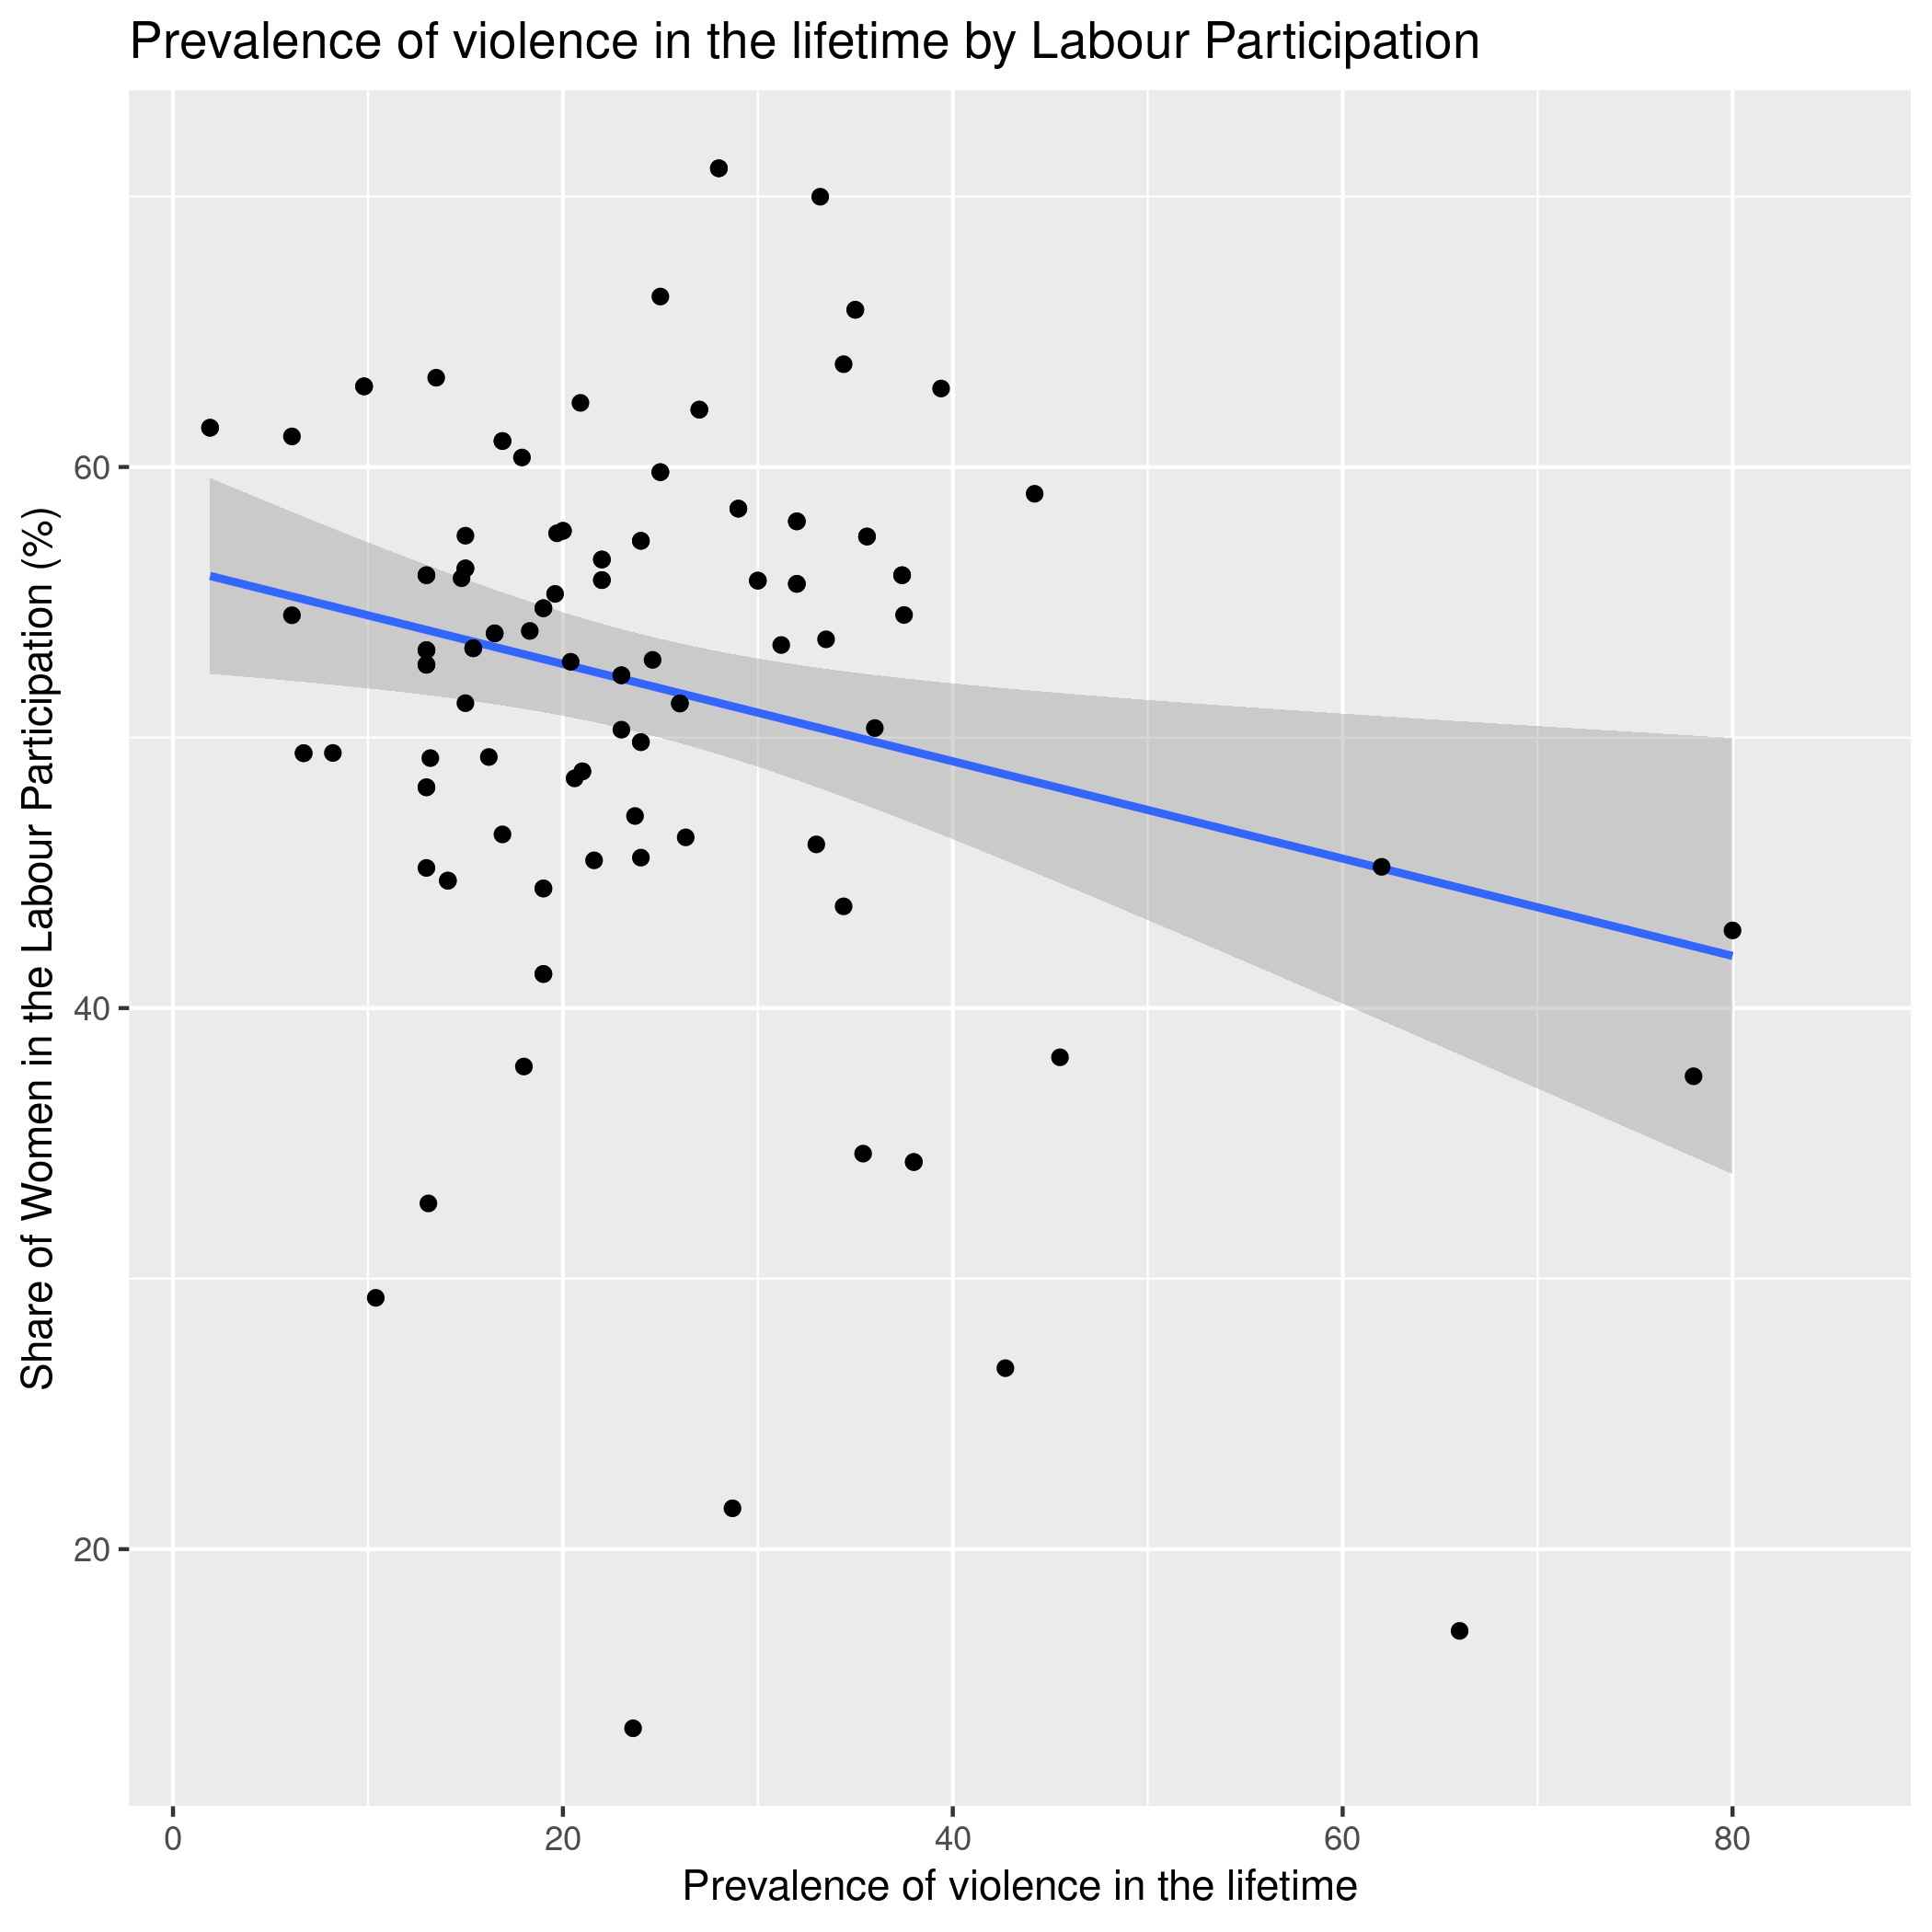 Prevalence of violence in the lifetime by Labour Participation
Share of Women in the Labour Participation (%)
60
40
20
0
20
40
60
80
Prevalence of violence in the lifetime